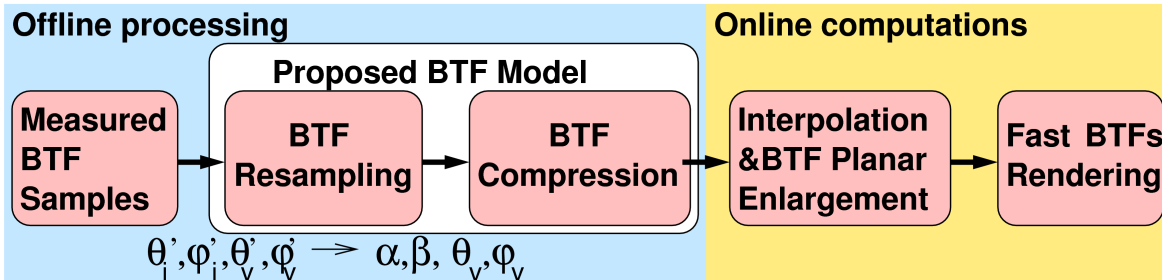 Offline processing
Online computations
Proposed BTF Model
Measured
BTF
Samples
BTF
Resampling
BTF
Compression
Interpolation
&BTF Planar
Enlargement
Fast BTFs
Rendering
θi',φi',θv',φv' → α,β, θv,φv